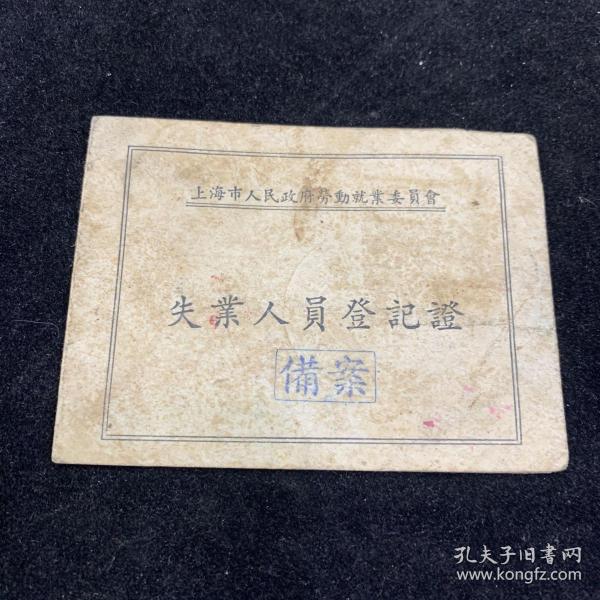 上海市人民政府勞動就業委員會
失業人員登記證
備案
孔夫子旧書网
www.kongfz.com